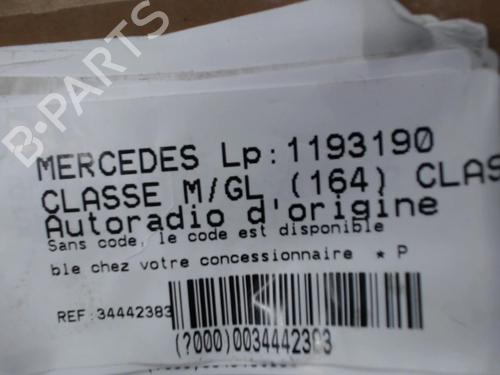 B-PARTS
MERCEDES Lp:1193190
CLASSE M/GL (164) CLAS
Autoradio d'origine
Sans code, le code est disponible
ble chez votre concessionnaire * P
REF:34442383
(?000)0034442383